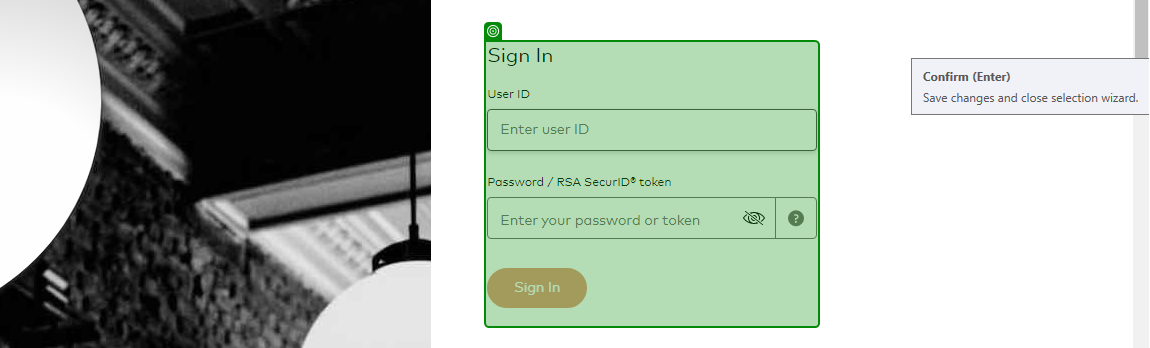 Sign In
User ID
Enter user ID
Password / RSA SecurID® token
Enter your password or token
?
Sign In
Confirm (Enter)
Save changes and close selection wizard.